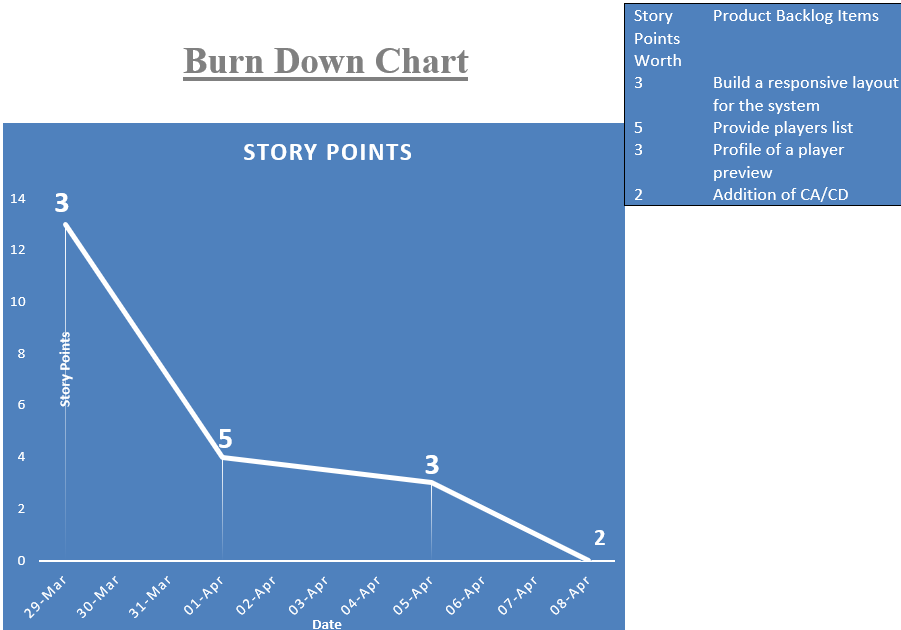 Burn Down Chart
STORY POINTS
3
14
12
10
8
6
4
2
0
Story Points
5
3
2
29-Mar
30-Mar
31-Mar
01-Apr
02-Apr
03-Apr
04-Apr
05-Apr
06-Apr
07-Apr
08-Apr
Date
Story Product Backlog Items
Points
Worth
3 Build a responsive layout
for the system
5 Provide players list
3 Profile of a player
preview
2 Addition of CA/CD